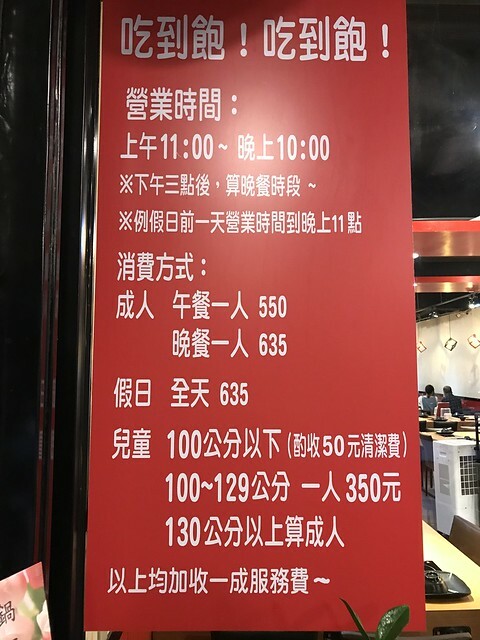 吃到飽！吃到飽！
營業時間：
上午11:00~ 晚上10:00
※下午三點後，算晚餐時段 ~
※例假日前一天營業時間到晚上11點
消費方式：
成人 午餐一人 550
晚餐一人 635
假日 全天 635
兒童 100公分以下（酌收50元清潔費）
100~129公分 一人350元
130公分以上算成人
以上均加收一成服務費～
鍋